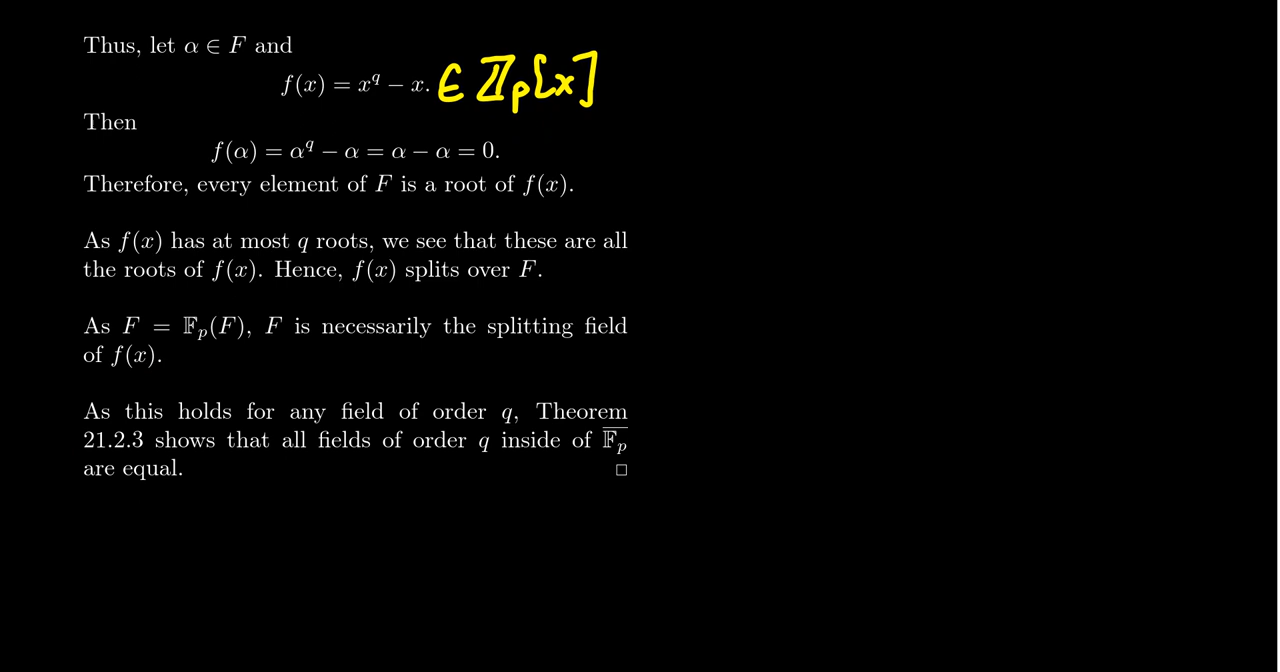 Thus, let α ∈ F and
f(x) = x^q − x. ∈ ℤ_p[x]
Then
f(α) = α^q − α = α − α = 0.
Therefore, every element of F is a root of f(x).
As f(x) has at most q roots, we see that these are all
the roots of f(x). Hence, f(x) splits over F.
As F = 𝔽_p(F), F is necessarily the splitting field
of f(x).
As this holds for any field of order q, Theorem
21.2.3 shows that all fields of order q inside of \overline{𝔽_p}
are equal. □